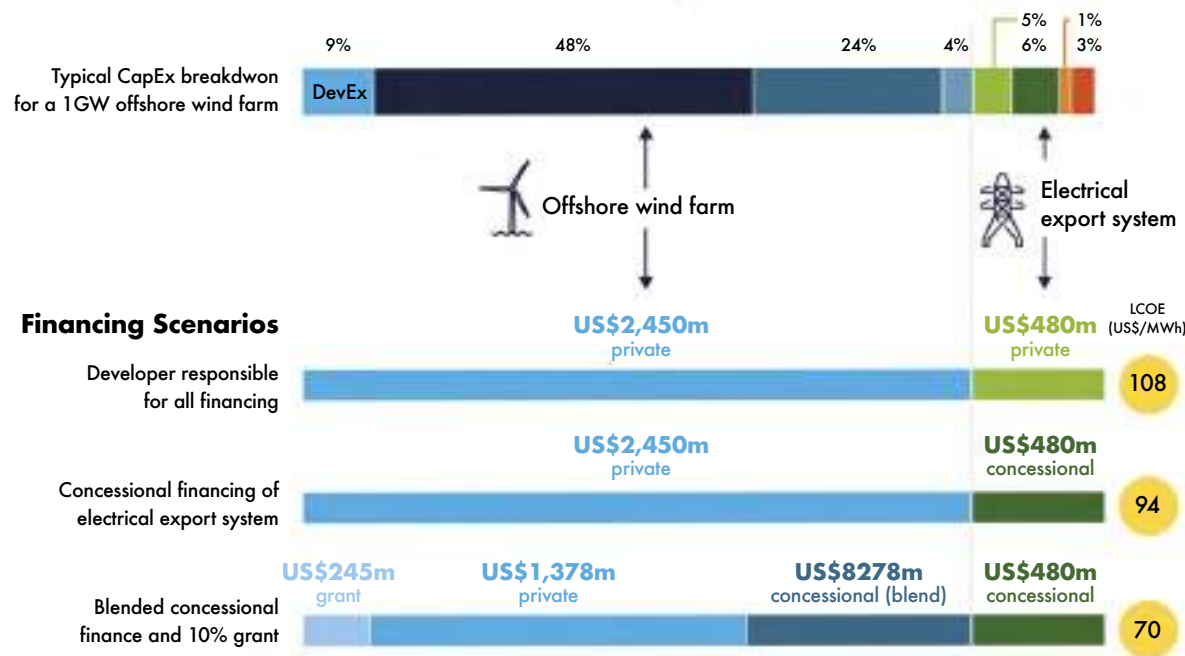 5% 1%
9% 48% 24% 4% 6% 3%
Typical CapEx breakdwon
for a 1GW offshore wind farm
DevEx
Offshore wind farm
Electrical
export system
Financing Scenarios
US$2,450m
private
US$480m
private
LCOE
(US$/MWh)
Developer responsible
for all financing
108
US$2,450m
private
US$480m
concessional
Concessional financing of
electrical export system
94
US$245m
grant
US$1,378m
private
US$8278m
concessional (blend)
US$480m
concessional
Blended concessional
finance and 10% grant
70